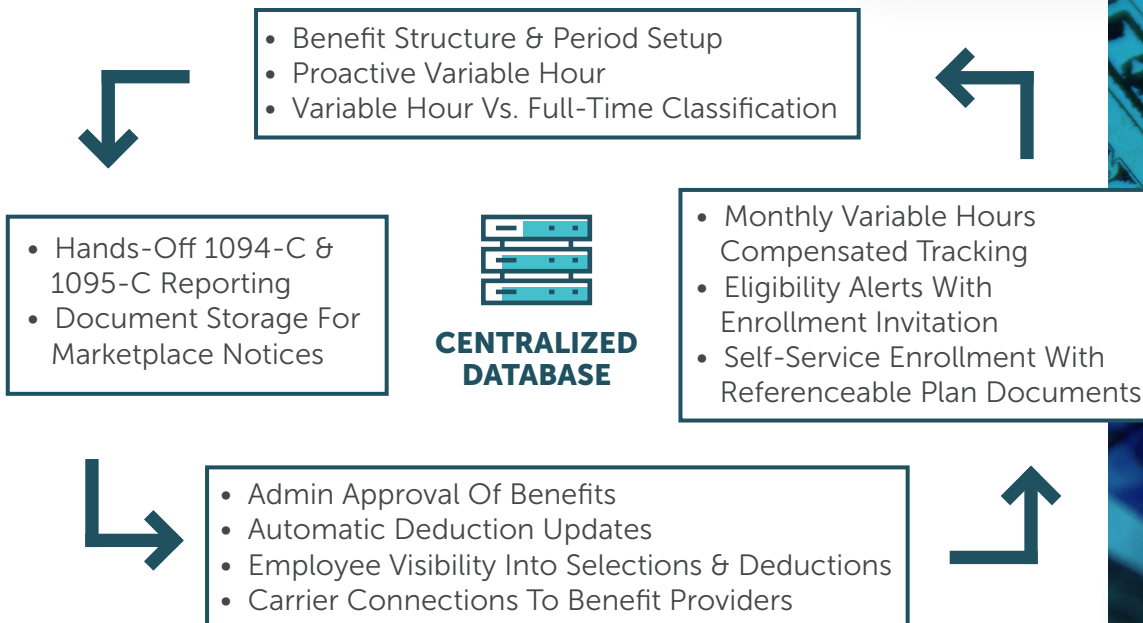 • Benefit Structure & Period Setup
• Proactive Variable Hour
• Variable Hour Vs. Full-Time Classification
• Hands-Off 1094-C &
1095-C Reporting
• Document Storage For
Marketplace Notices
CENTRALIZED
DATABASE
• Monthly Variable Hours
Compensated Tracking
• Eligibility Alerts With
Enrollment Invitation
• Self-Service Enrollment With
Referenceable Plan Documents
• Admin Approval Of Benefits
• Automatic Deduction Updates
• Employee Visibility Into Selections & Deductions
• Carrier Connections To Benefit Providers